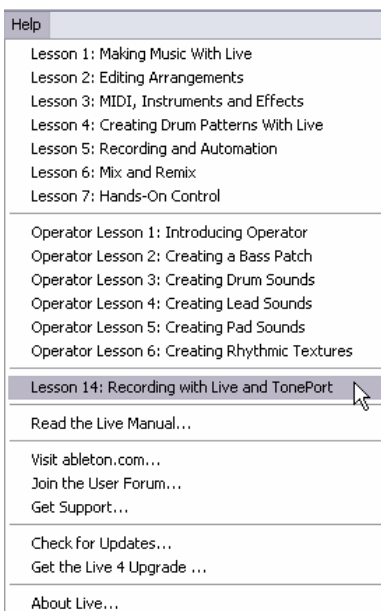 Help
Lesson 1: Making Music With Live
Lesson 2: Editing Arrangements
Lesson 3: MIDI, Instruments and Effects
Lesson 4: Creating Drum Patterns With Live
Lesson 5: Recording and Automation
Lesson 6: Mix and Remix
Lesson 7: Hands-On Control
Operator Lesson 1: Introducing Operator
Operator Lesson 2: Creating a Bass Patch
Operator Lesson 3: Creating Drum Sounds
Operator Lesson 4: Creating Lead Sounds
Operator Lesson 5: Creating Pad Sounds
Operator Lesson 6: Creating Rhythmic Textures
Lesson 14: Recording with Live and TonePort
Read the Live Manual...
Visit ableton.com...
Join the User Forum...
Get Support...
Check for Updates...
Get the Live 4 Upgrade ...
About Live...